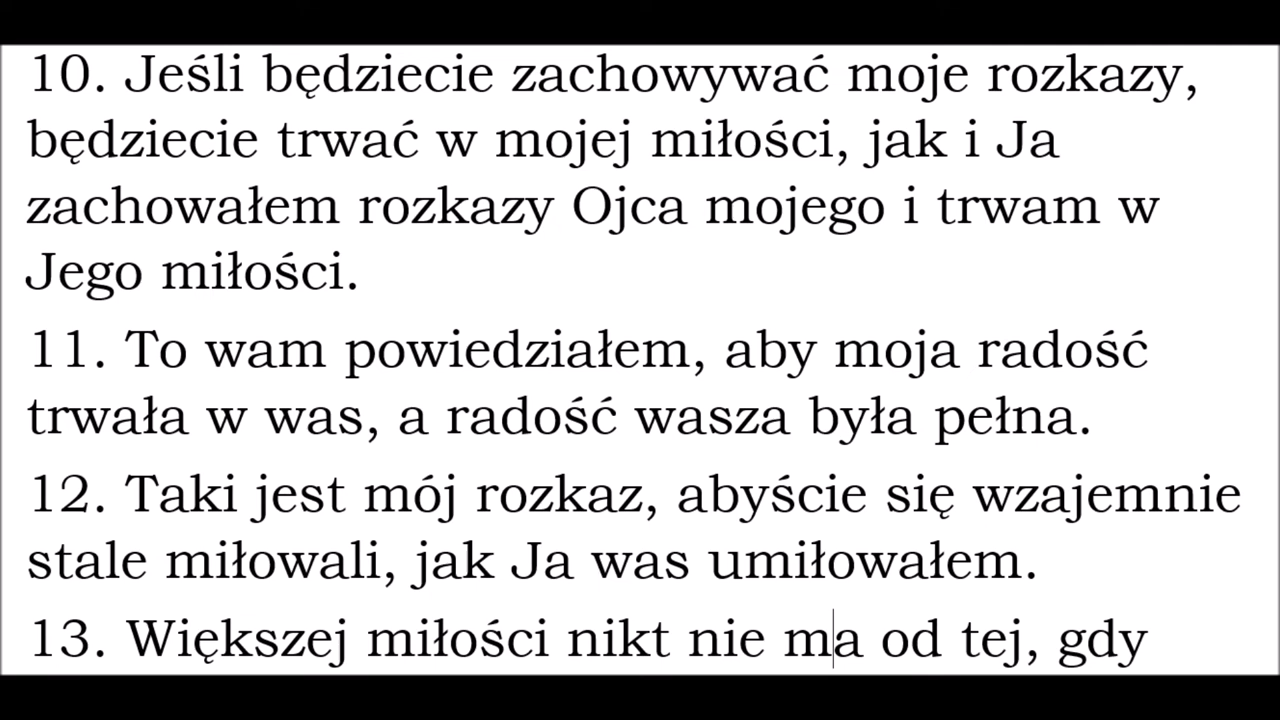 10. Jeśli będziecie zachowywać moje rozkazy,
będziecie trwać w mojej miłości, jak i Ja
zachowałem rozkazy Ojca mojego i trwam w
Jego miłości.
11. To wam powiedziałem, aby moja radość
trwała w was, a radość wasza była pełna.
12. Taki jest mój rozkaz, abyście się wzajemnie
stale miłowali, jak Ja was umiłowałem.
13. Większej miłości nikt nie ma od tej, gdy